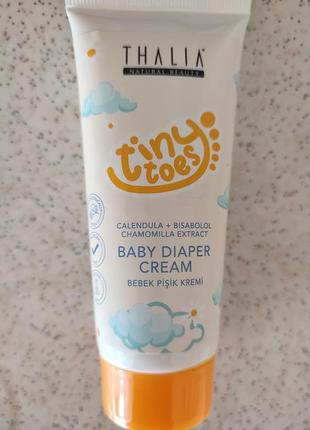 THALIA
NATURAL BEAUTY
tiny
toes
CALENDULA + BISABOLOL
CHAMOMILLA EXTRACT
BABY DIAPER
CREAM
BEBEK PİŞİK KREMİ